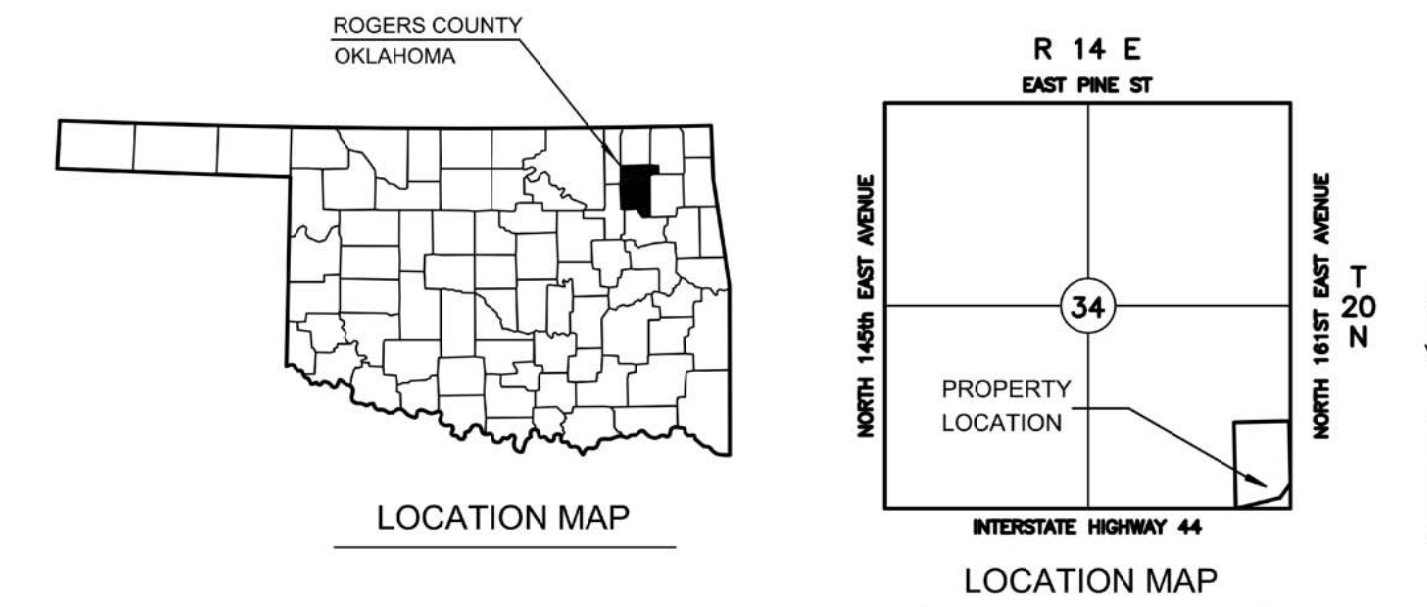 ROGERS COUNTY
OKLAHOMA
LOCATION MAP
R 14 E
EAST PINE ST
NORTH 145th EAST AVENUE
34
NORTH 161ST EAST AVENUE
T
20
N
PROPERTY
LOCATION
INTERSTATE HIGHWAY 44
LOCATION MAP